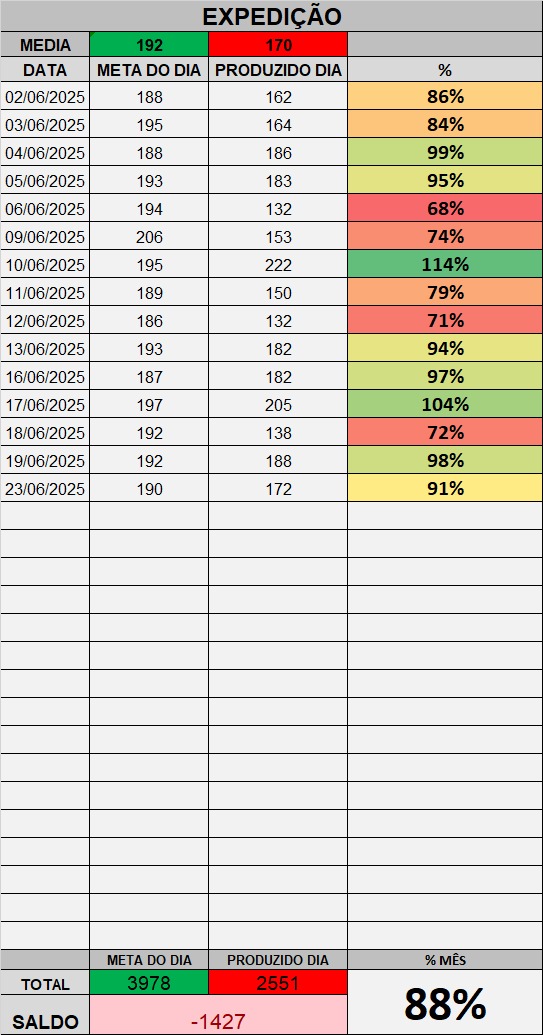 EXPEDIÇÃO
MEDIA 192 170
DATA META DO DIA PRODUZIDO DIA %
02/06/2025 188 162 86%
03/06/2025 195 164 84%
04/06/2025 188 186 99%
05/06/2025 193 183 95%
06/06/2025 194 132 68%
09/06/2025 206 153 74%
10/06/2025 195 222 114%
11/06/2025 189 150 79%
12/06/2025 186 132 71%
13/06/2025 193 182 94%
16/06/2025 187 182 97%
17/06/2025 197 205 104%
18/06/2025 192 138 72%
19/06/2025 192 188 98%
23/06/2025 190 172 91%
META DO DIA PRODUZIDO DIA % MÊS
TOTAL 3978 2551 88%
SALDO -1427